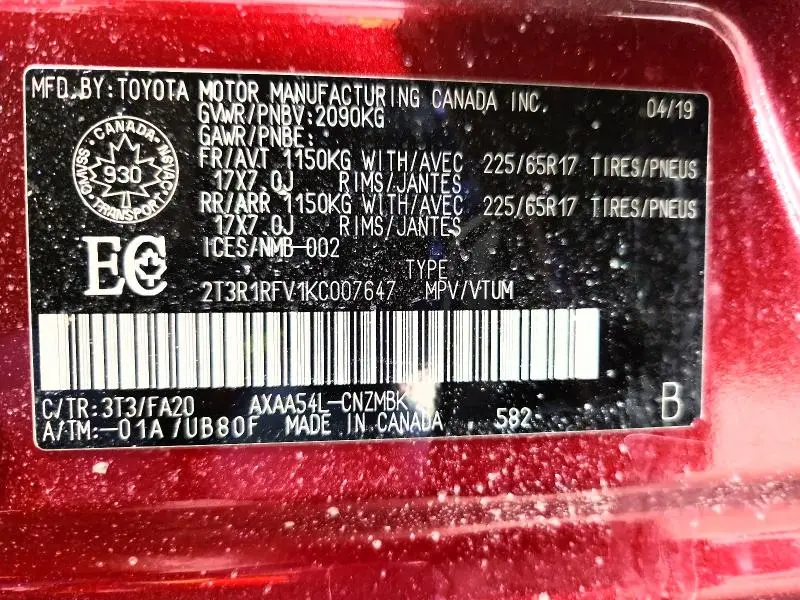 MFD.BY:TOYOTA MOTOR MANUFACTURING CANADA INC. 04/19
GVWR/PNBV:2090KG
GAWR/PNBE:
FR/AVT 1150KG WITH/AVEC 225/65R17 TIRES/PNEUS
17X7.0J RIMS/JANTES
RR/ARR 1150KG WITH/AVEC 225/65R17 TIRES/PNEUS
17X7.0J RIMS/JANTES
ICES/NMB-002
CANADA
NSVAC
TRANSPORT
CMVSS
930
EC
TYPE
2T3R1RFV1KC007647 MPV/VTUM
C/TR:3T3/FA20 AXAA54L-CNZMBK
A/TM:-01A/UB80F MADE IN CANADA 582
B